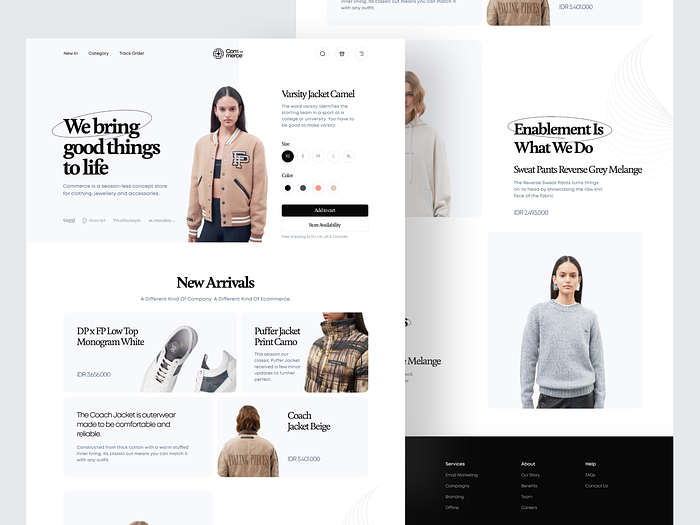 New In
Category
Track Order
Com
merce
We bring
good things
to life
Commerce is a season-less concept store
for clothing, jewellery and accessories.
Varsity Jacket Camel
The word varsity identifies the
starting team in a sport at a
college or university. You have to
be good to make varsity.
Size
XS
S
M
L
XL
Color
Add to cart
Store Availability
Free shipping to EU, UK, US & Canada
New Arrivals
A Different Kind Of Company. A Different Kind Of Ecommerce
DP x FP Low Top
Monogram White
IDR 3.656.000
Puffer Jacket
Print Camo
This season our
classic Puffer Jacket
received a few minor
updates to further
perfect.
The Coach Jacket is outerwear
made to be comfortable and
reliable.
Constructed from thick cotton with a warm stuffed
inner lining, its classic cut means you can match it
with any outfit.
FALLING PIECES
Coach
Jacket Beige
IDR 5.401.000
inner lining, its classic cut means you can match it
with any outfit.
IDR 5.401.000
Enablement Is
What We Do
Sweat Pants Reverse Grey Melange
The Reverse Sweat Pants turns things
on its head by showcasing the raw knit
face of the fabric
IDR 2.493.000
e Melange
Services
Email Marketing
Campaigns
Branding
Offline
About
Our Story
Benefits
Team
Careers
Help
FAQs
Contact Us